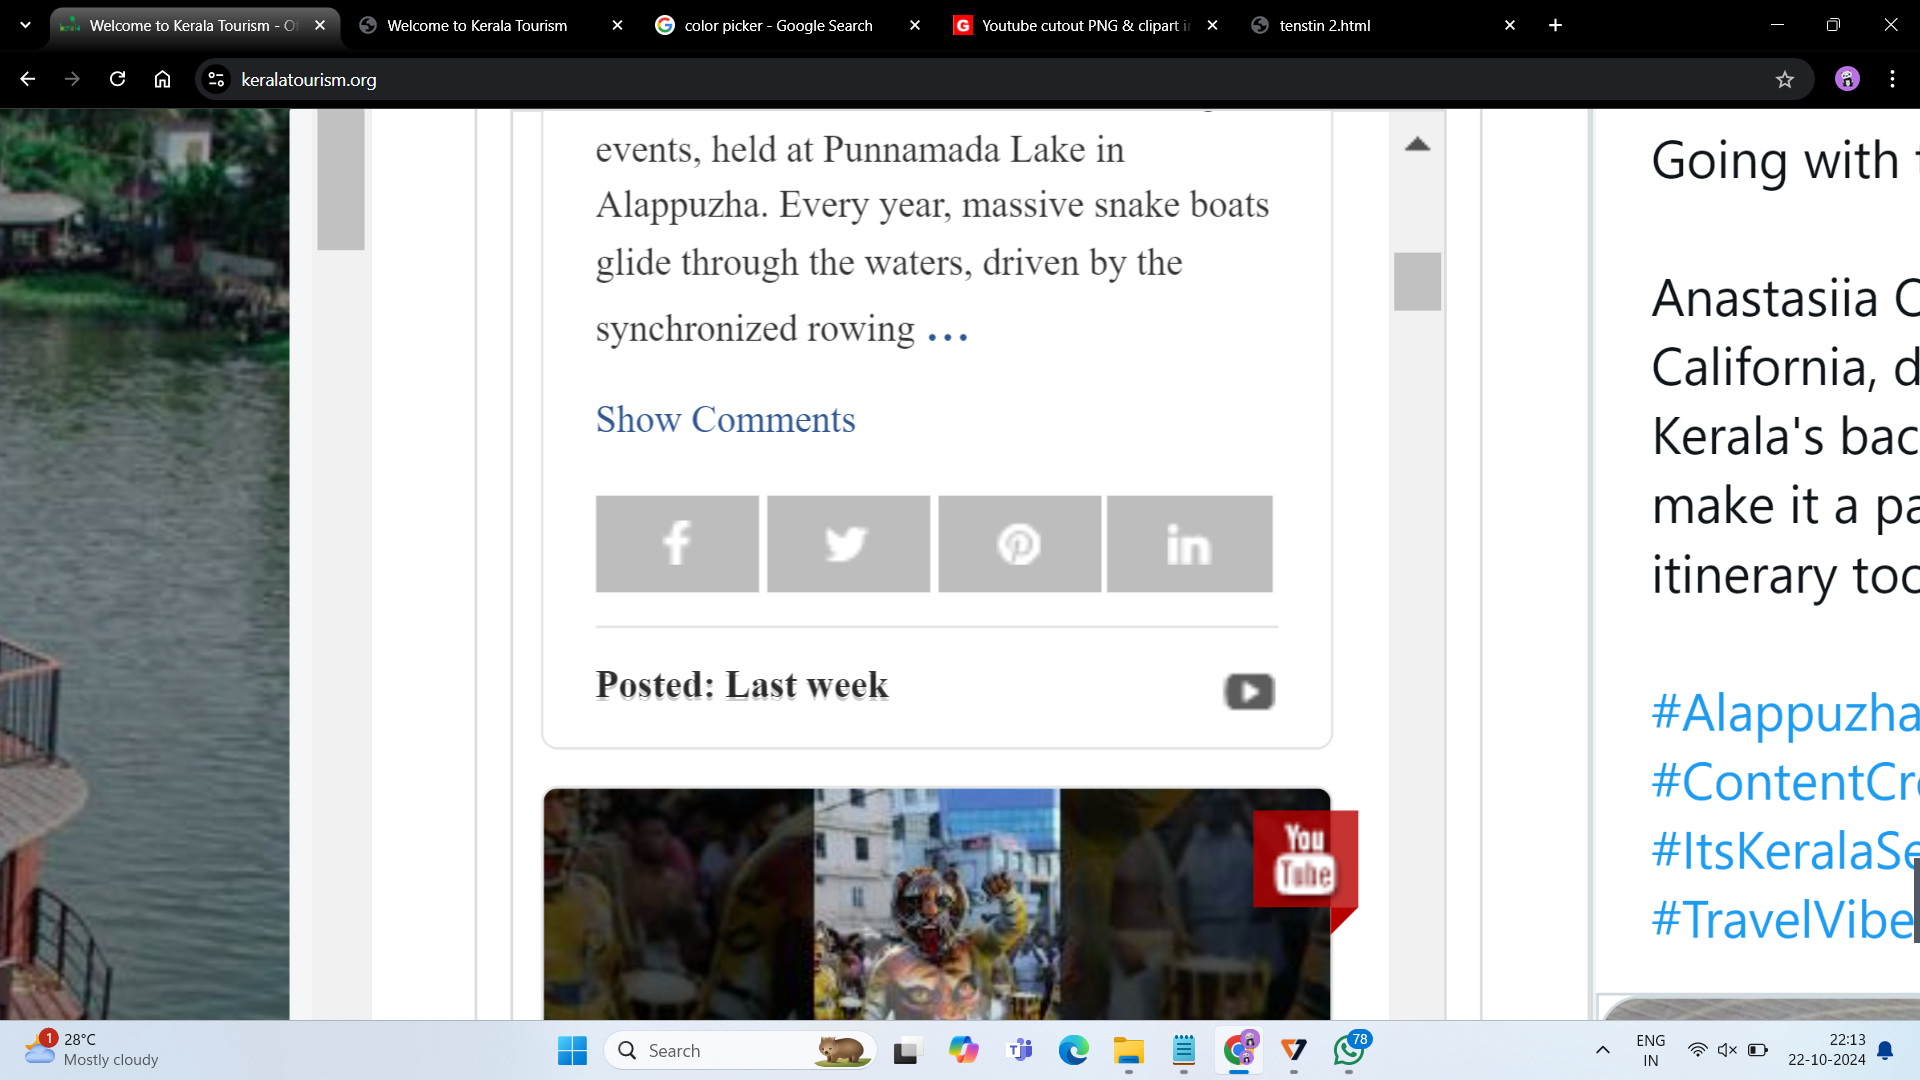 Welcome to Kerala Tourism - Of
Welcome to Kerala Tourism
color picker - Google Search
G
Youtube cutout PNG & clipart i
tenstin 2.html
keralatourism.org
events, held at Punnamada Lake in
Alappuzha. Every year, massive snake boats
glide through the waters, driven by the
synchronized rowing ...
Show Comments
f
in
Posted: Last week
You
Tube
Going with
Anastasiia
California, d
Kerala's bac
make it a pa
itinerary too
#Alappuzha
#ContentCr
#ItsKeralaSe
#TravelVibe
1
28°C
Mostly cloudy
Search
78
ENG
IN
22:13
22-10-2024